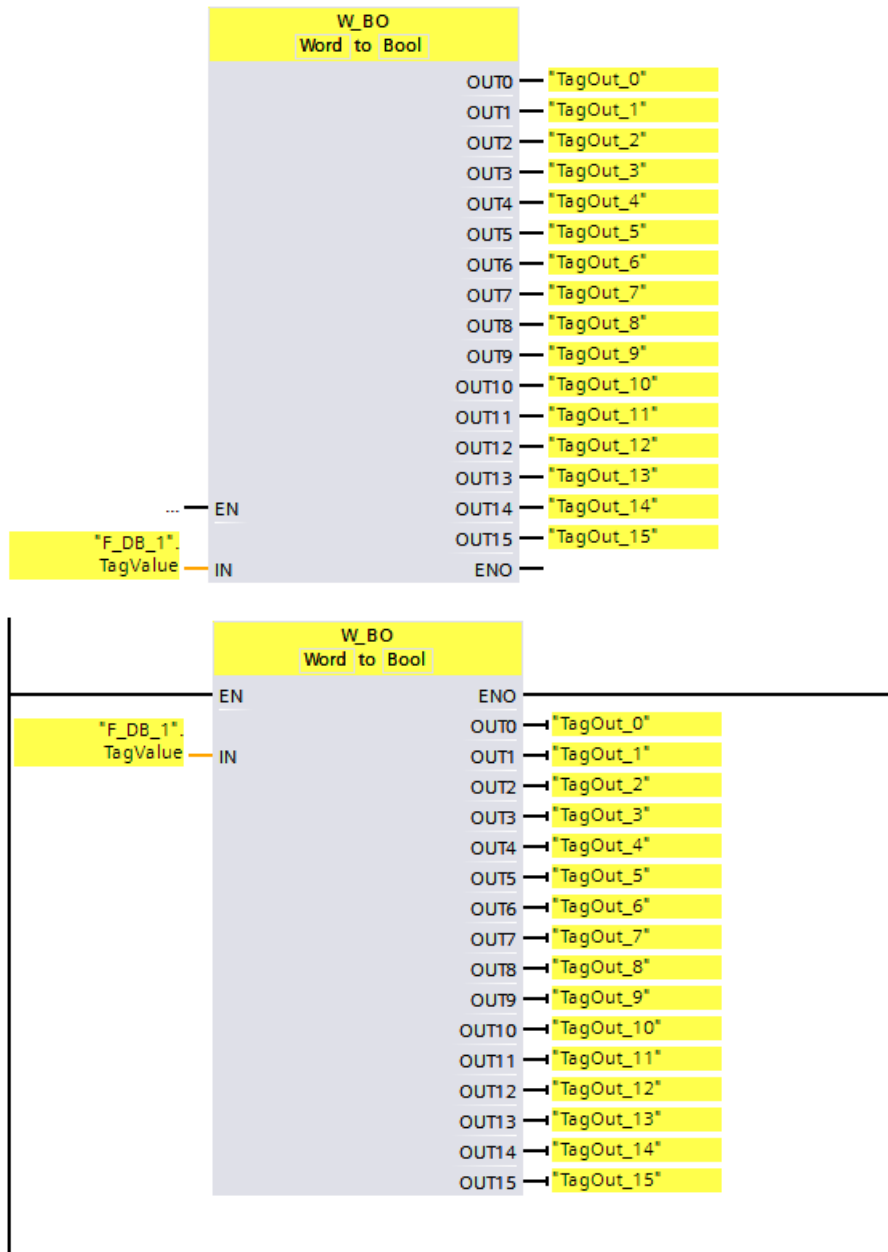 W_BO
Word to Bool
OUT0 "TagOut_0"
OUT1 "TagOut_1"
OUT2 "TagOut_2"
OUT3 "TagOut_3"
OUT4 "TagOut_4"
OUT5 "TagOut_5"
OUT6 "TagOut_6"
OUT7 "TagOut_7"
OUT8 "TagOut_8"
OUT9 "TagOut_9"
OUT10 "TagOut_10"
OUT11 "TagOut_11"
OUT12 "TagOut_12"
OUT13 "TagOut_13"
... EN OUT14 "TagOut_14"
"F_DB_1". OUT15 "TagOut_15"
TagValue IN ENO
W_BO
Word to Bool
EN ENO
"F_DB_1". OUT0 "TagOut_0"
TagValue IN OUT1 "TagOut_1"
OUT2 "TagOut_2"
OUT3 "TagOut_3"
OUT4 "TagOut_4"
OUT5 "TagOut_5"
OUT6 "TagOut_6"
OUT7 "TagOut_7"
OUT8 "TagOut_8"
OUT9 "TagOut_9"
OUT10 "TagOut_10"
OUT11 "TagOut_11"
OUT12 "TagOut_12"
OUT13 "TagOut_13"
OUT14 "TagOut_14"
OUT15 "TagOut_15"